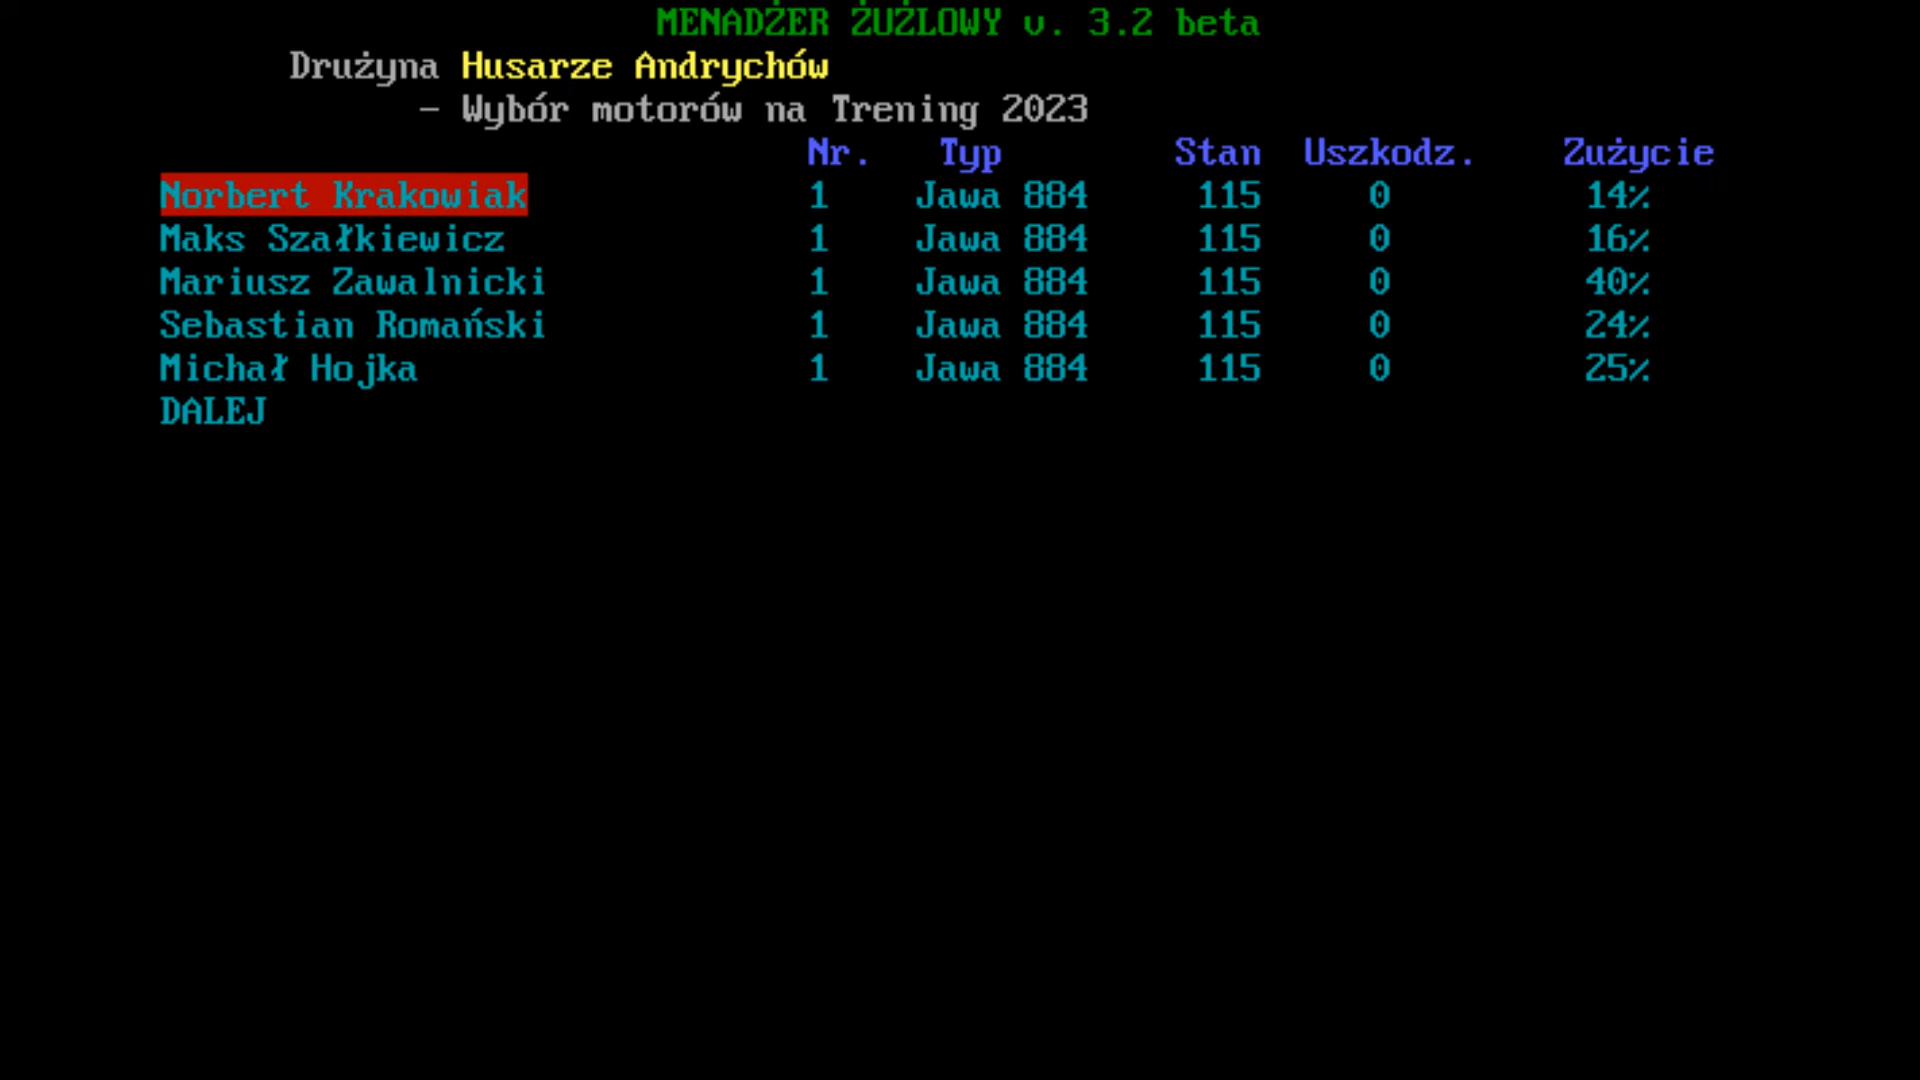 MENADŻER ŻUŻLOWY v. 3.2 beta
Drużyna Husarze Andrychów
- Wybór motorów na Trening 2023
Nr. Typ Stan Uszkodz. Zużycie
Norbert Krakowiak 1 Jawa 884 115 0 14%
Maks Szałkiewicz 1 Jawa 884 115 0 16%
Mariusz Zawalnicki 1 Jawa 884 115 0 40%
Sebastian Romański 1 Jawa 884 115 0 24%
Michał Hojka 1 Jawa 884 115 0 25%
DALEJ